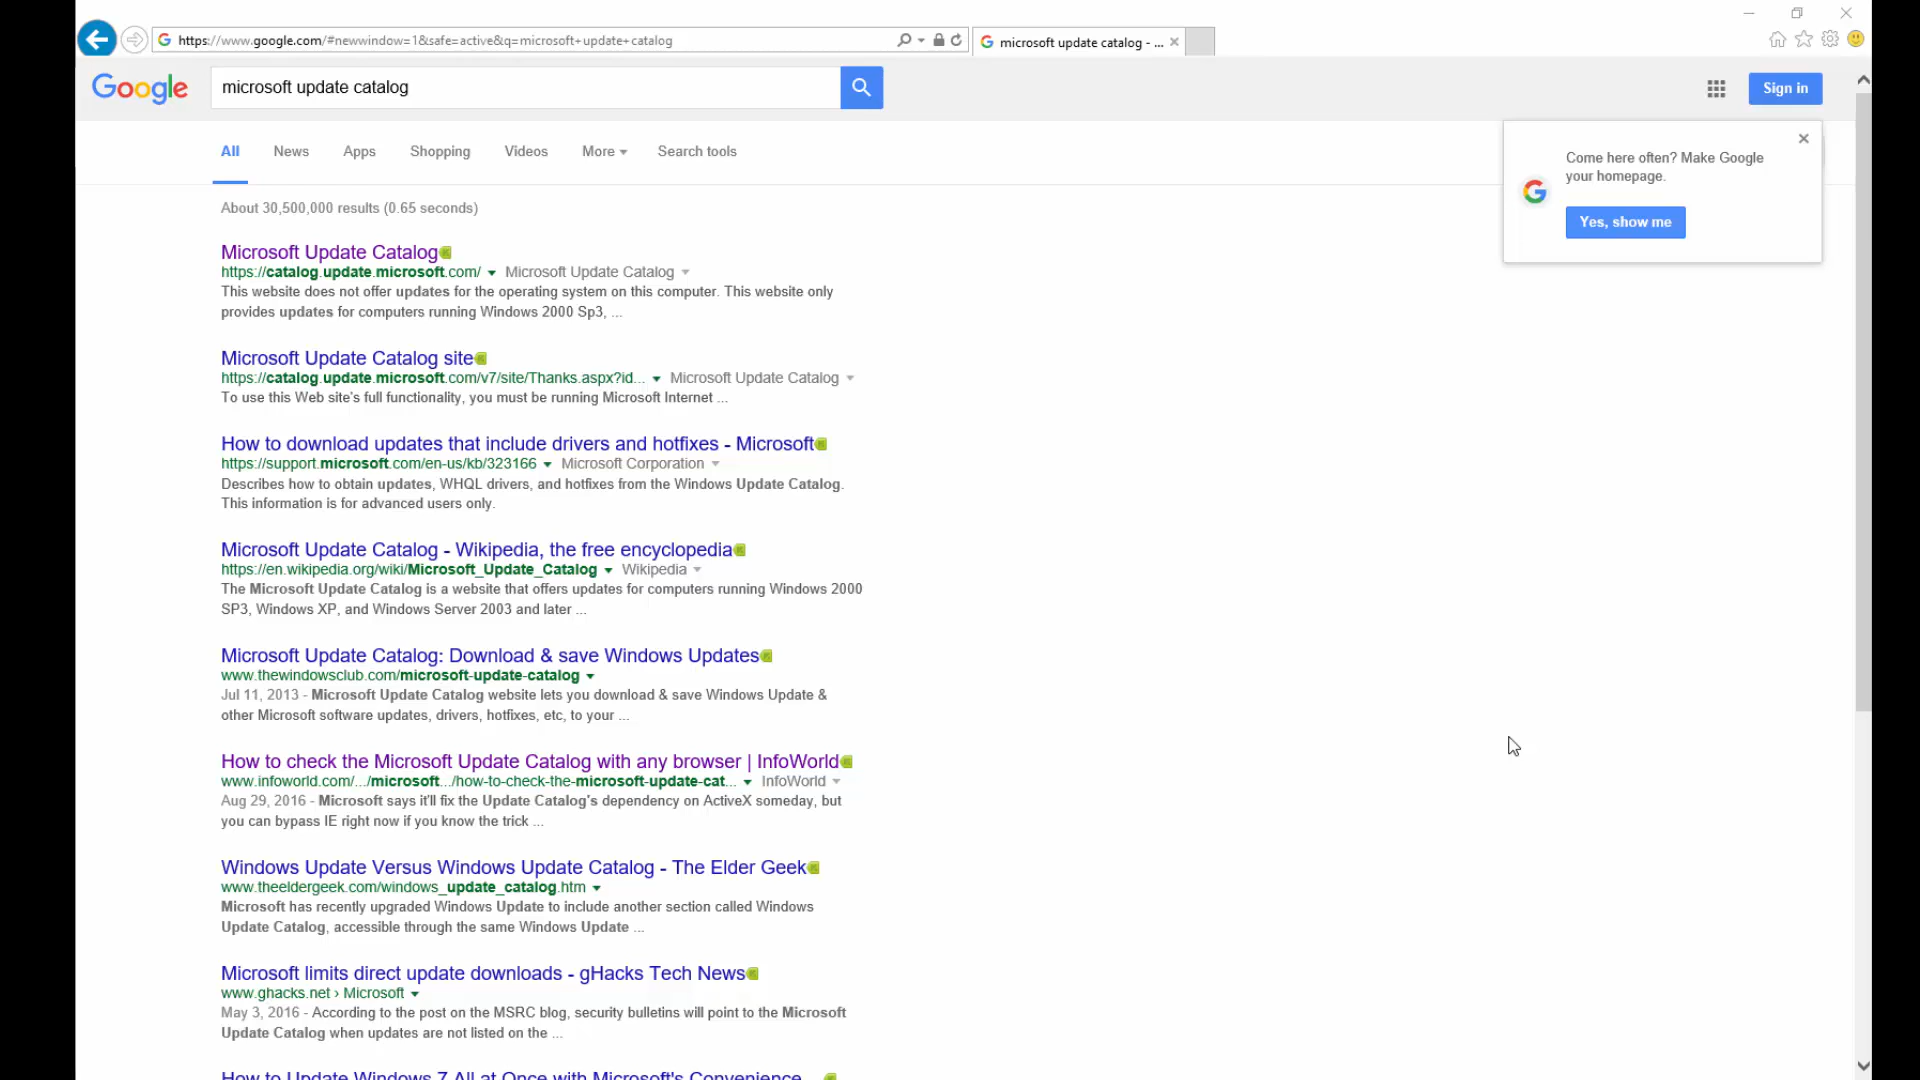 https://www.google.com/#newwindow=1&safe=active&q=microsoft+update+catalog
microsoft update catalog - ...
Google
microsoft update catalog
Sign in
All News Apps Shopping Videos More Search tools
Come here often? Make Google
your homepage.
Yes, show me
About 30,500,000 results (0.65 seconds)
Microsoft Update Catalog
https://catalog.update.microsoft.com/ Microsoft Update Catalog
This website does not offer updates for the operating system on this computer. This website only
provides updates for computers running Windows 2000 Sp3, ...
Microsoft Update Catalog site
https://catalog.update.microsoft.com/v7/site/Thanks.aspx?id... Microsoft Update Catalog
To use this Web site's full functionality, you must be running Microsoft Internet ...
How to download updates that include drivers and hotfixes - Microsoft
https://support.microsoft.com/en-us/kb/323166 Microsoft Corporation
Describes how to obtain updates, WHQL drivers, and hotfixes from the Windows Update Catalog.
This information is for advanced users only.
Microsoft Update Catalog - Wikipedia, the free encyclopedia
https://en.wikipedia.org/wiki/Microsoft_Update_Catalog Wikipedia
The Microsoft Update Catalog is a website that offers updates for computers running Windows 2000
SP3, Windows XP, and Windows Server 2003 and later ...
Microsoft Update Catalog: Download & save Windows Updates
www.thewindowsclub.com/microsoft-update-catalog
Jul 11, 2013 - Microsoft Update Catalog website lets you download & save Windows Update &
other Microsoft software updates, drivers, hotfixes, etc, to your ...
How to check the Microsoft Update Catalog with any browser | InfoWorld
www.infoworld.com/.../microsoft.../how-to-check-the-microsoft-update-cat... InfoWorld
Aug 29, 2016 - Microsoft says it'll fix the Update Catalog's dependency on ActiveX someday, but
you can bypass IE right now if you know the trick ...
Windows Update Versus Windows Update Catalog - The Elder Geek
www.theeldergeek.com/windows_update_catalog.htm
Microsoft has recently upgraded Windows Update to include another section called Windows
Update Catalog, accessible through the same Windows Update ...
Microsoft limits direct update downloads - gHacks Tech News
www.ghacks.net › Microsoft
May 3, 2016 - According to the post on the MSRC blog, security bulletins will point to the Microsoft
Update Catalog when updates are not listed on the ...
How to Update Windows 7 All at Once with Microsoft's Convenience ...